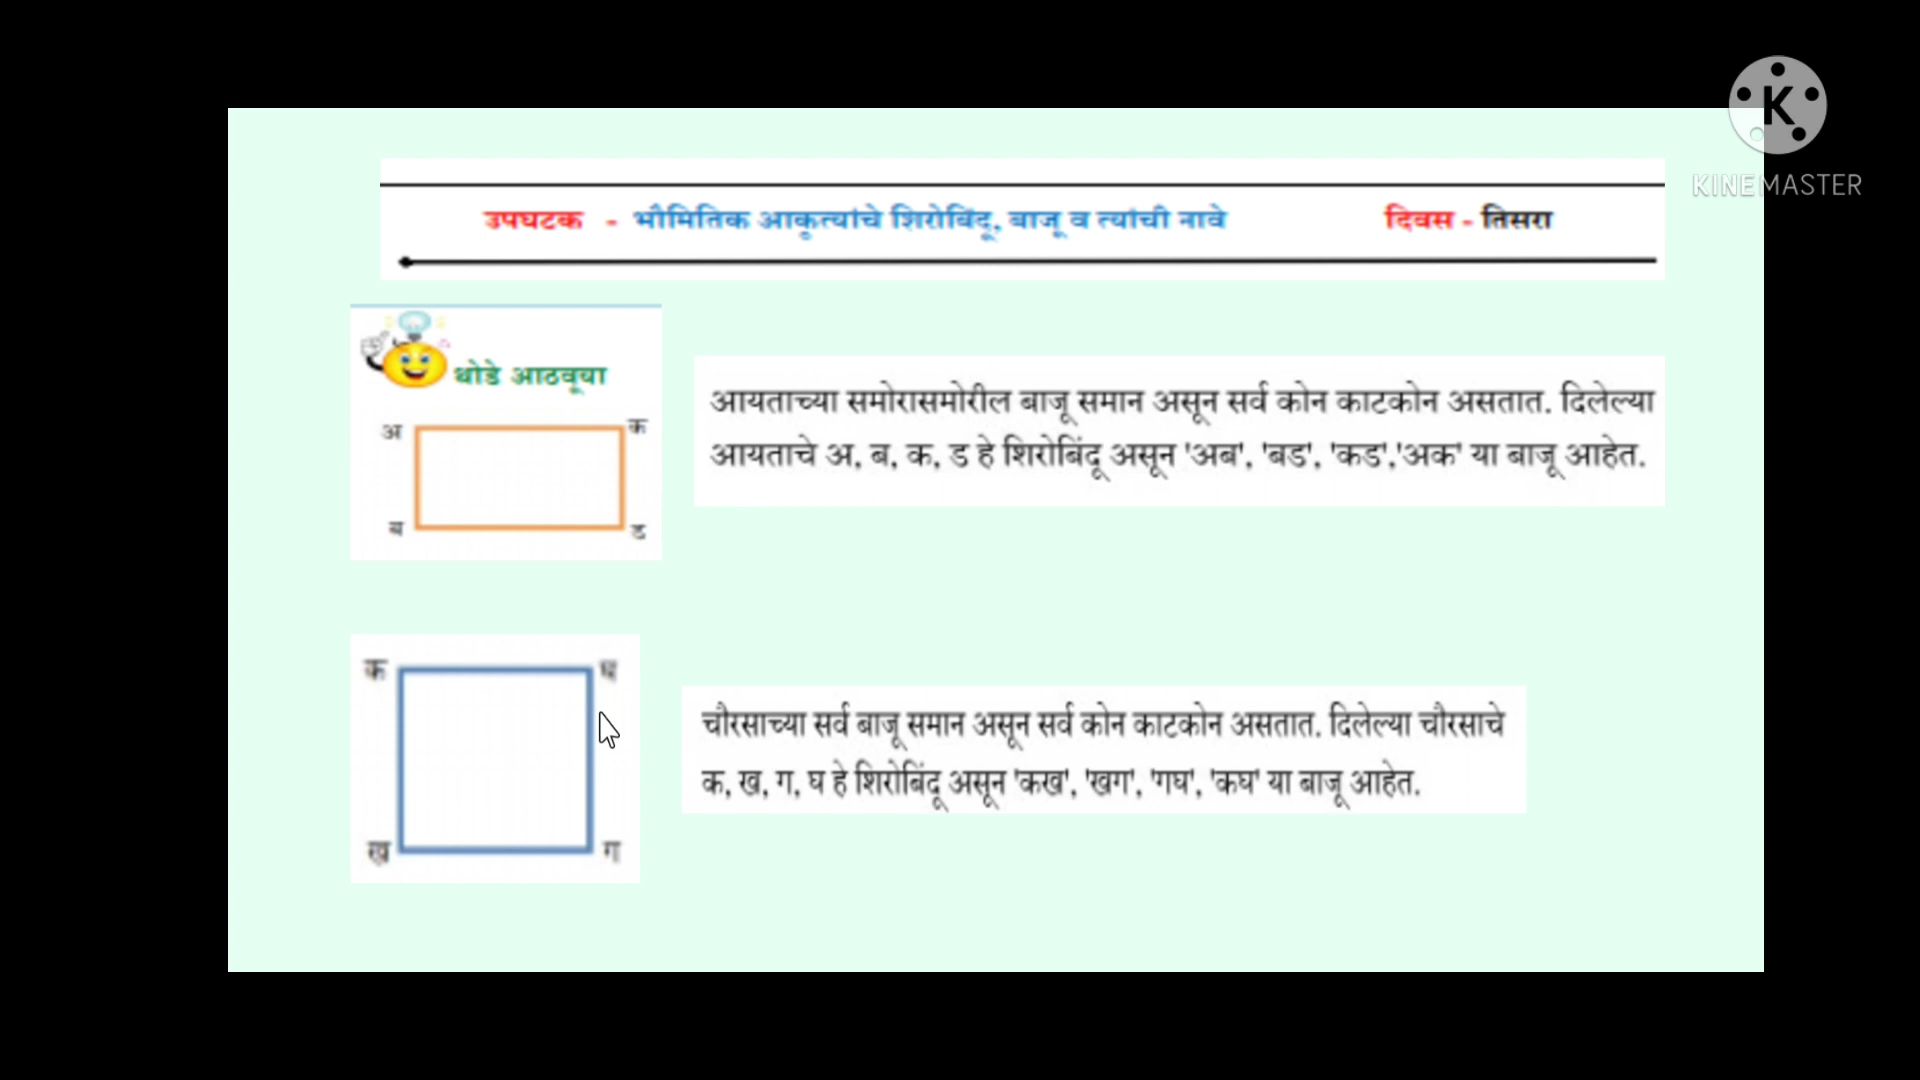 K
KINEMASTER
उपघटक - भौमितिक आकृत्यांचे शिरोबिंदू, बाजू व त्यांची नावे दिवस - तिसरा
थोडे आठवूया
अ क
ब ड
आयताच्या समोरासमोरील बाजू समान असून सर्व कोन काटकोन असतात. दिलेल्या
आयताचे अ, ब, क, ड हे शिरोबिंदू असून 'अब', 'बड', 'कड','अक' या बाजू आहेत.
क घ
ख ग
चौरसाच्या सर्व बाजू समान असून सर्व कोन काटकोन असतात. दिलेल्या चौरसाचे
क, ख, ग, घ हे शिरोबिंदू असून 'कख', 'खग', 'गघ', 'कघ' या बाजू आहेत.